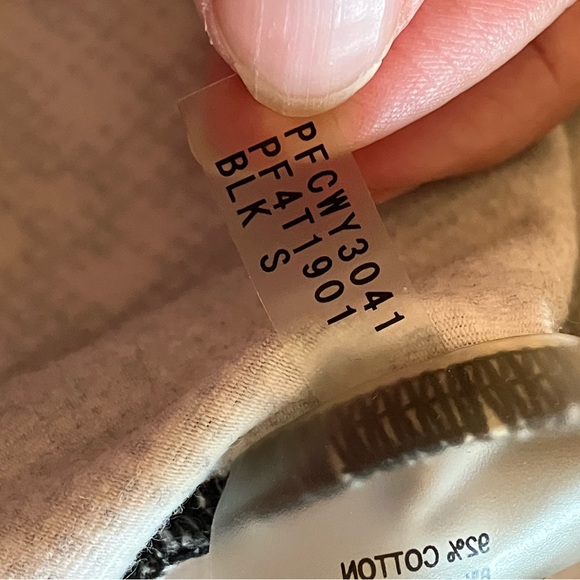 PFCWY3041
PF4T1901
BLK S
92% COTTON